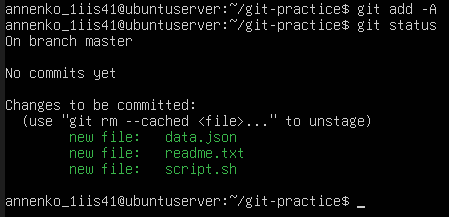 annenko_1iis41@ubuntuserver:~/git-practice$ git add -A
annenko_1iis41@ubuntuserver:~/git-practice$ git status
On branch master

No commits yet

Changes to be committed:
  (use "git rm --cached <file>..." to unstage)
        new file:   data.json
        new file:   readme.txt
        new file:   script.sh

annenko_1iis41@ubuntuserver:~/git-practice$ _